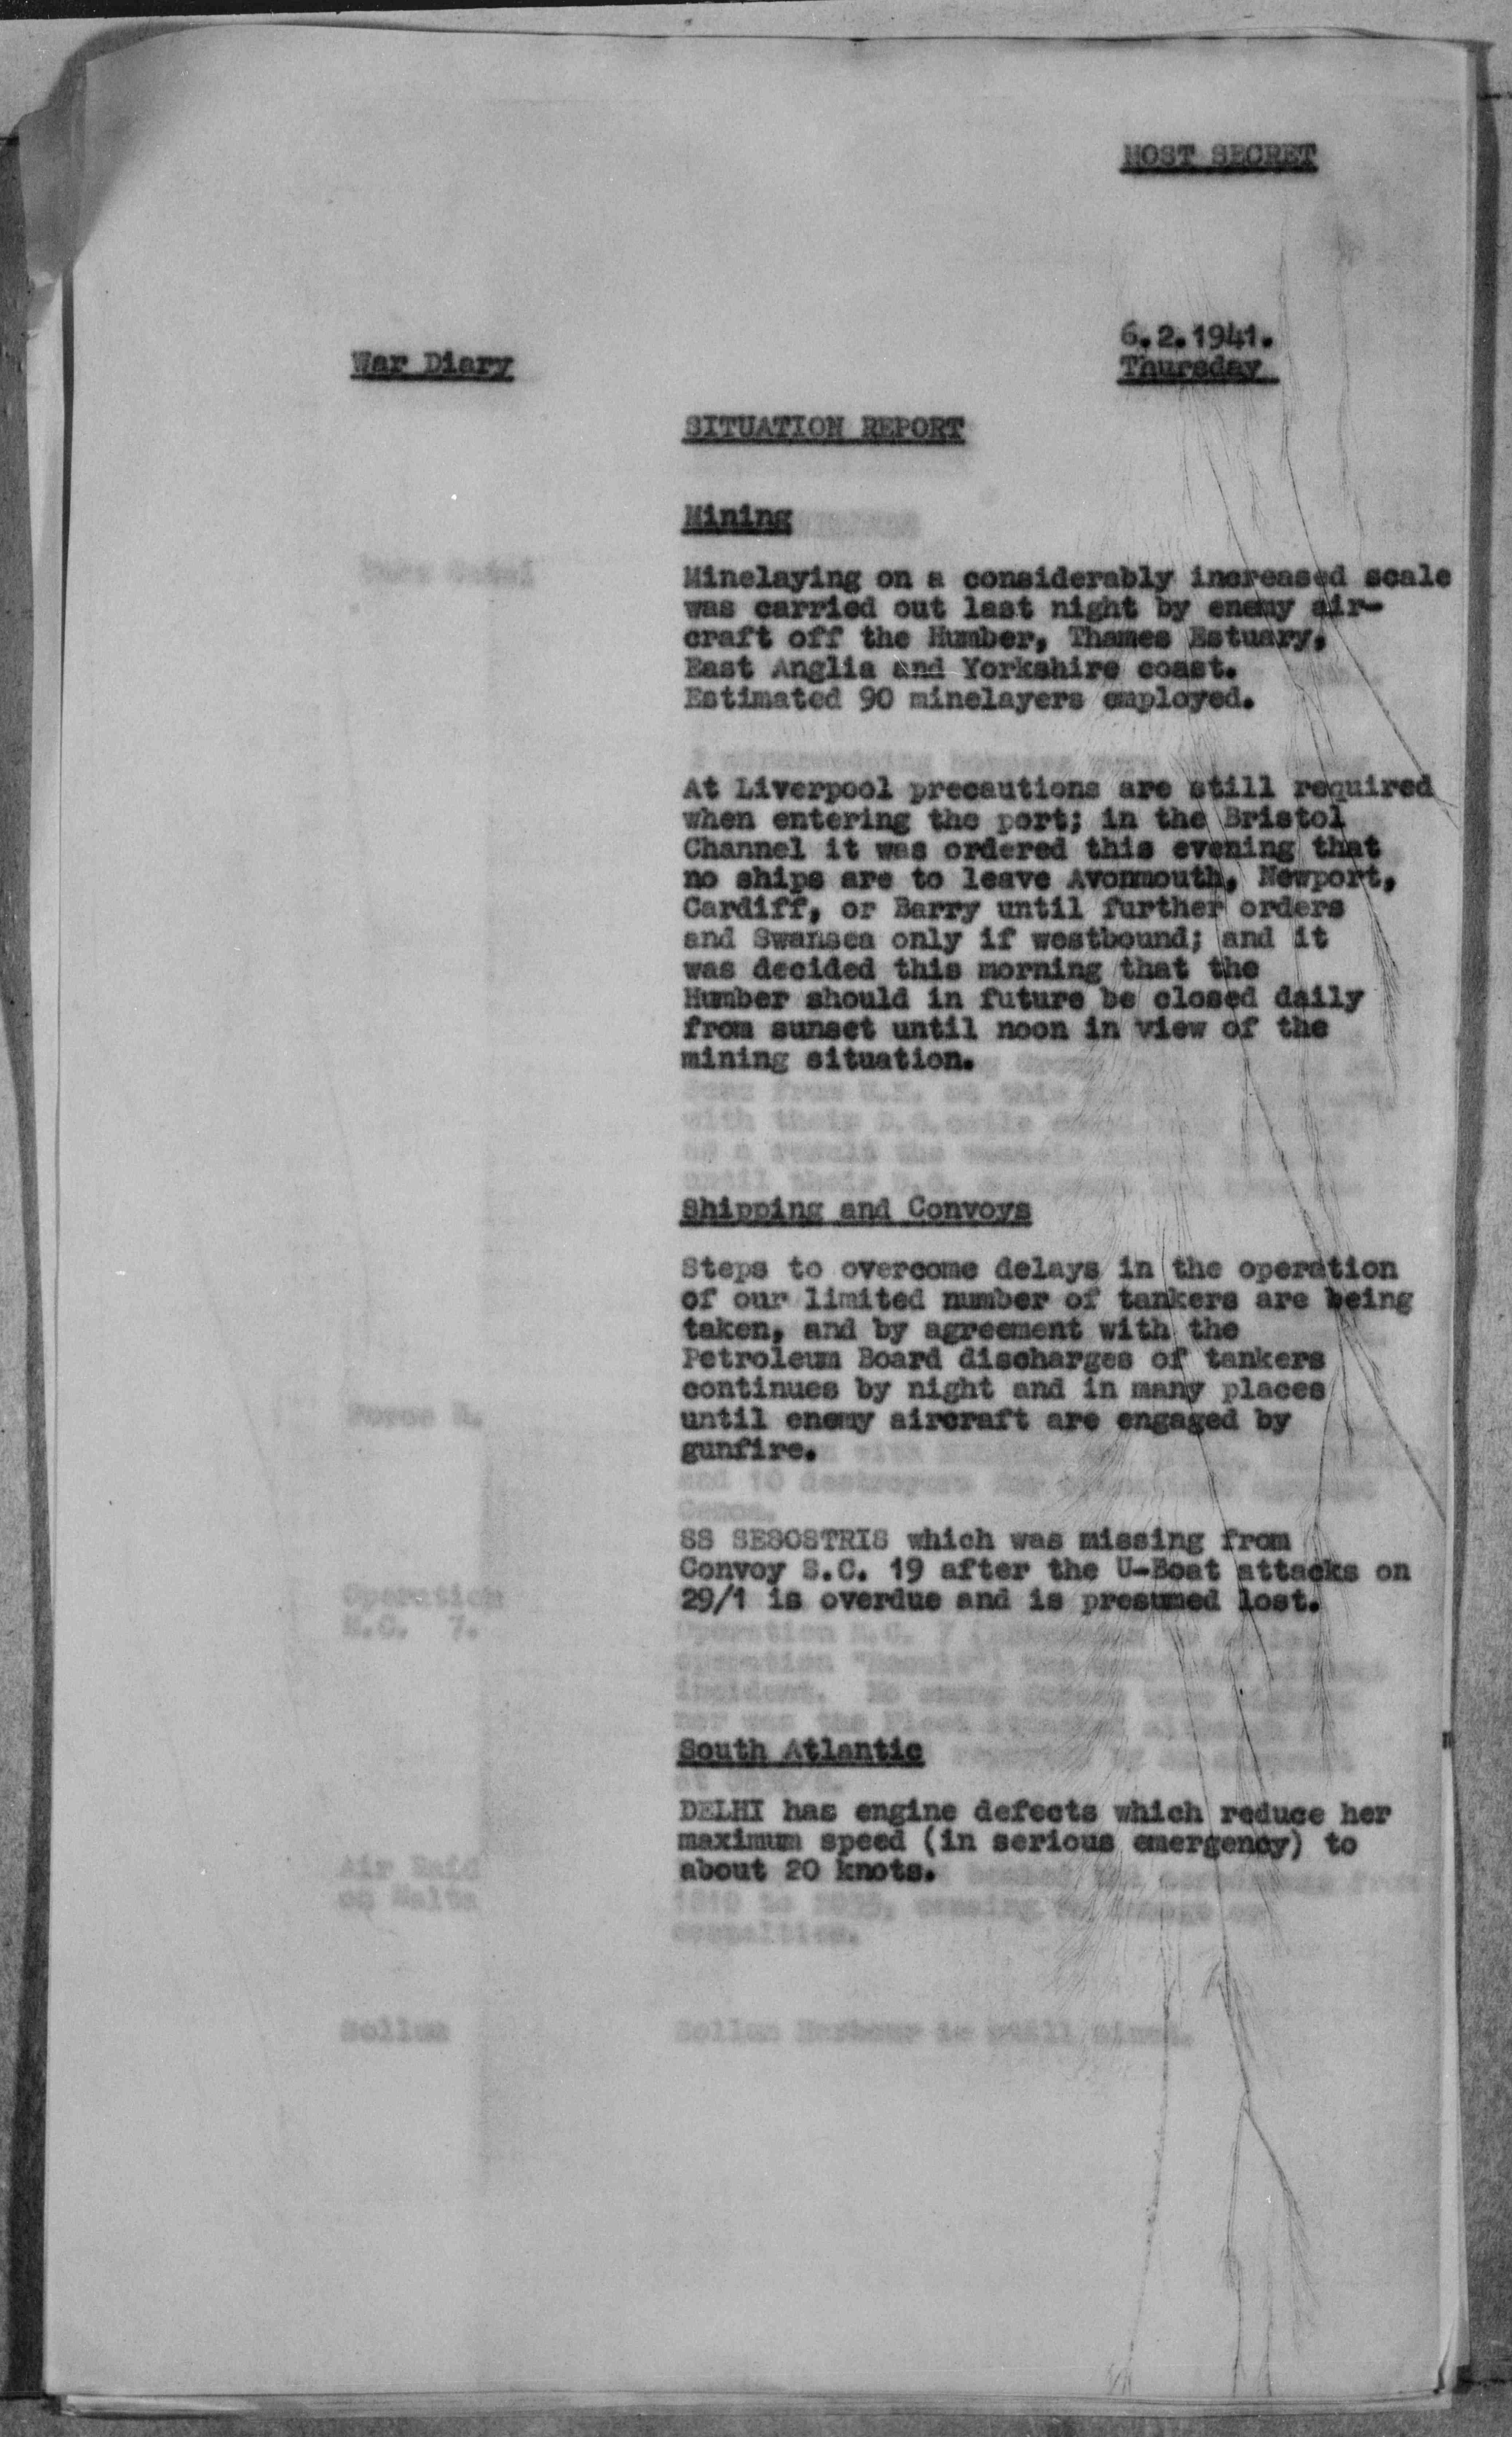 MOST SECRET
6.2.1941.
War Diary
Thursday
SITUATION REPORT
Mining
Minelaying on a considerably increased scale
was carried out last night by enemy air-
craft off the Humber, Thames Estuary,
East Anglia and Yorkshire coast.
Estimated 90 minelayers employed.
At Liverpool precautions are still required
when entering the port; in the Bristol
Channel it was ordered this evening that
no ships are to leave Avonmouth, Newport,
Cardiff, or Barry until further orders
and Swansea only if westbound; and it
was decided this morning that the
Humber should in future be closed daily
from sunset until noon in view of the
mining situation.
Shipping and Convoys
Steps to overcome delays in the operation
of our limited number of tankers are being
taken, and by agreement with the
Petroleum Board discharges of tankers
continues by night and in many places
until enemy aircraft are engaged by
gunfire.
SS SESOSTRIS which was missing from
Convoy S.C. 19 after the U-Boat attacks on
29/1 is overdue and is presumed lost.
South Atlantic
DELHI has engine defects which reduce her
maximum speed (in serious emergency) to
about 20 knots.